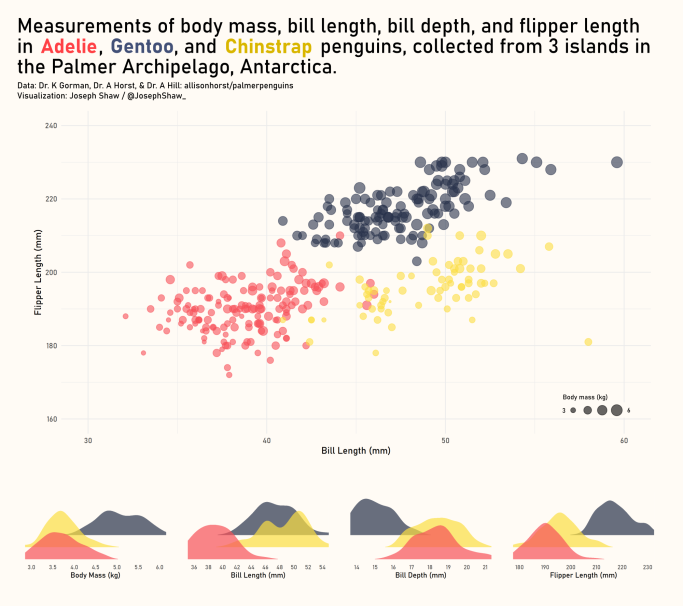 Measurements of body mass, bill length, bill depth, and flipper length
in Adelie, Gentoo, and Chinstrap penguins, collected from 3 islands in
the Palmer Archipelago, Antarctica.
Data: Dr. K Gorman, Dr. A Horst, & Dr. A Hill: allisonhorst/palmerpenguins
Visualization: Joseph Shaw / @JosephShaw_
240
220
200
180
160
Flipper Length (mm)
Body mass (kg)
3 6
30 40 50 60
Bill Length (mm)
3.0 3.5 4.0 4.5 5.0 5.5 6.0
Body Mass (kg)
36 38 40 42 44 46 48 50 52 54
Bill Length (mm)
14 15 16 17 18 19 20 21
Bill Depth (mm)
180 190 200 210 220 230
Flipper Length (mm)